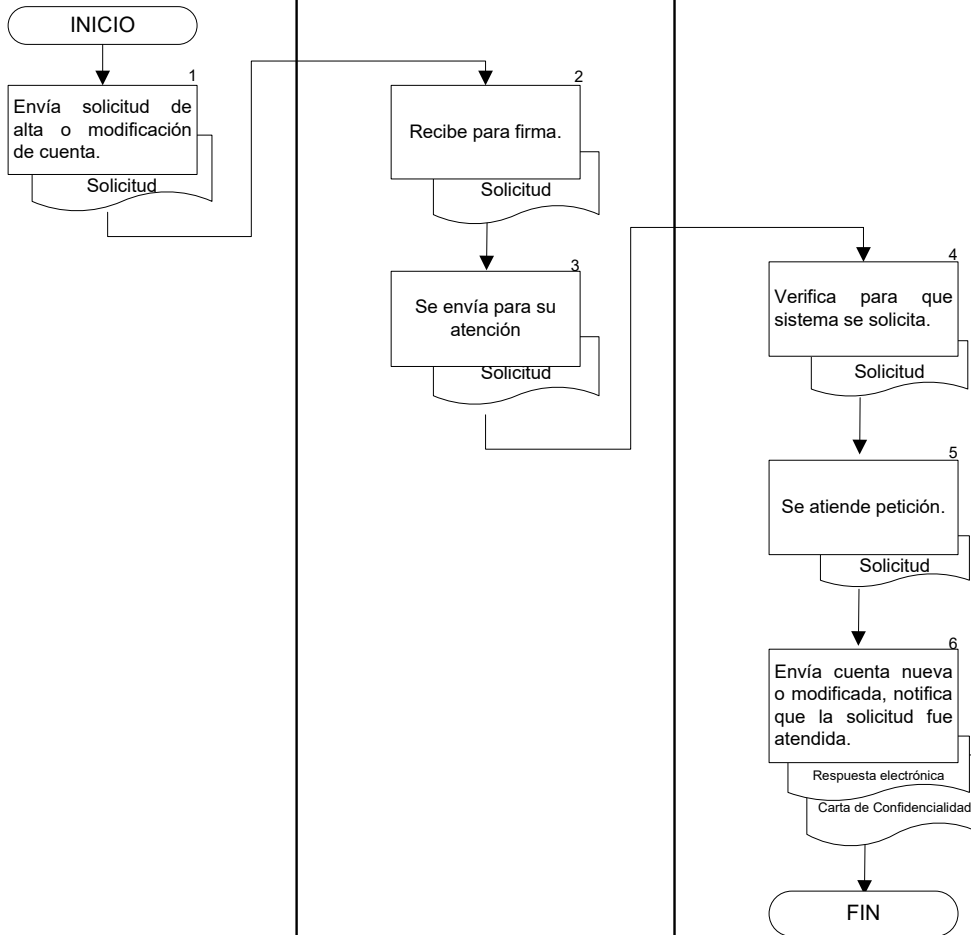 INICIO
1
Envía solicitud de
alta o modificación
de cuenta.
Solicitud
2
Recibe para firma.
Solicitud
3
Se envía para su
atención
Solicitud
4
Verifica para que
sistema se solicita.
Solicitud
5
Se atiende petición.
Solicitud
6
Envía cuenta nueva
o modificada, notifica
que la solicitud fue
atendida.
Respuesta electrónica
Carta de Confidencialidad
FIN